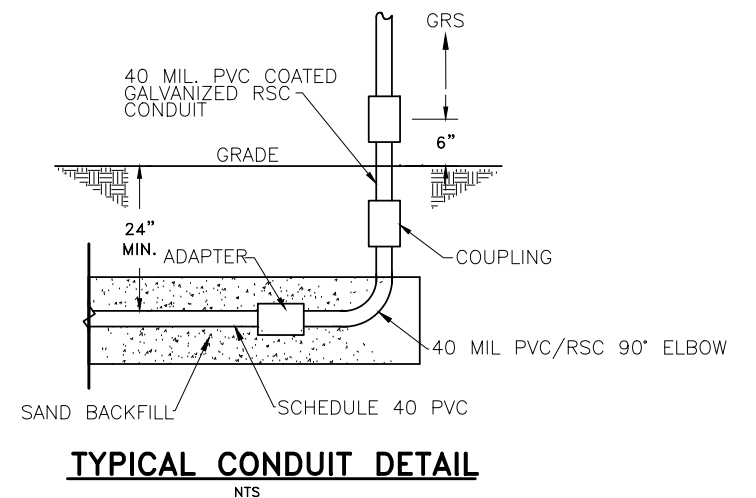 GRS
40 MIL. PVC COATED
GALVANIZED RSC
CONDUIT
6"
GRADE
24"
MIN.
ADAPTER
COUPLING
40 MIL PVC/RSC 90° ELBOW
SAND BACKFILL
SCHEDULE 40 PVC
TYPICAL CONDUIT DETAIL
NTS